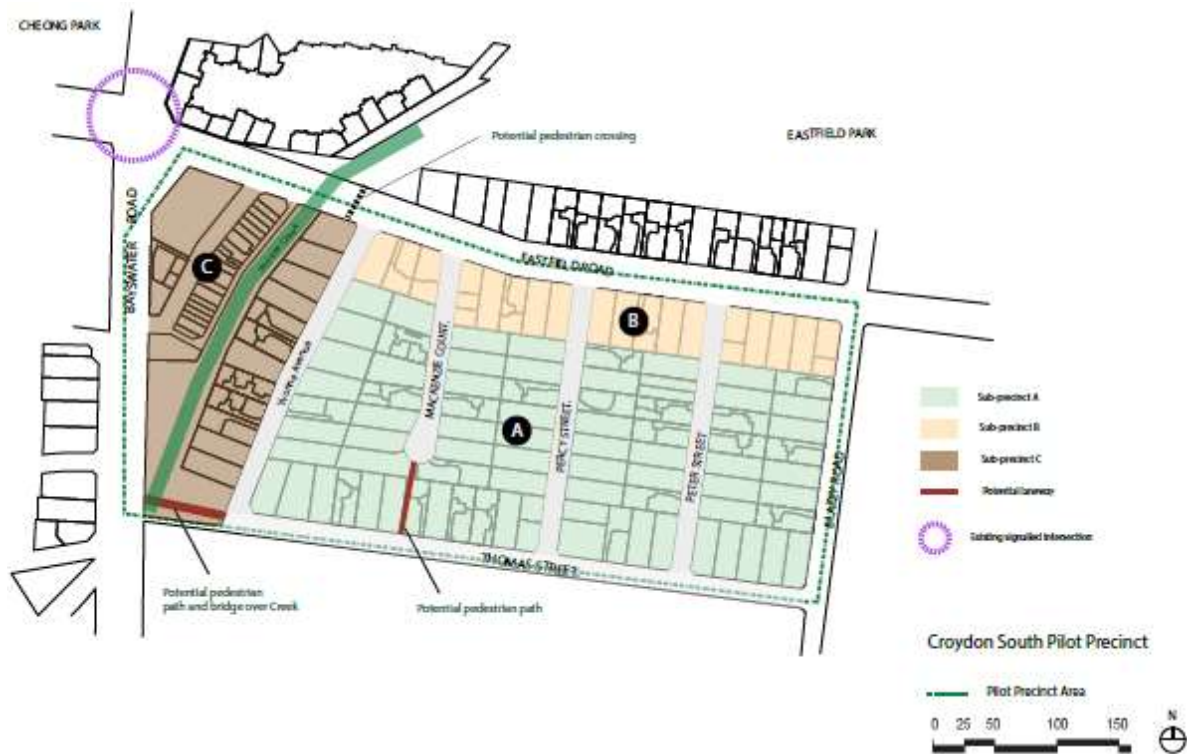 CHEONG PARK
Potential pedestrian crossing
EASTFIELD PARK
BAYSWATER ROAD
C
EASTFIELD ROAD
B
MACKENZIE COURT.
A
PERCY STREET.
PETER STREET
THOMAS STREET.
Potential pedestrian
path and bridge over Creek
Potential pedestrian path
Sub-precinct A
Sub-precinct B
Sub-precinct C
Potential laneway
Existing signalled intersection
Croydon South Pilot Precinct
Pilot Precinct Area
0 25 50 100 150
N